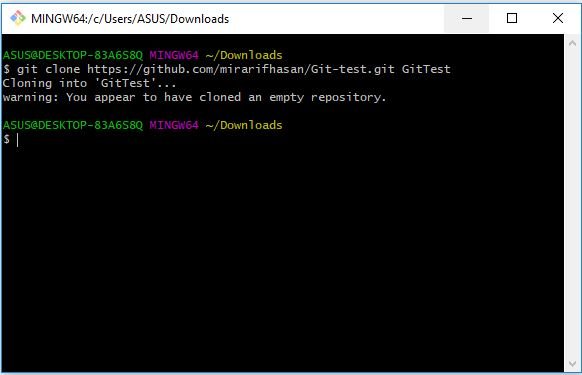 MINGW64:/c/Users/ASUS/Downloads
ASUS@DESKTOP-83A6S8Q MINGW64 ~/Downloads
$ git clone https://github.com/mirarifhasan/Git-test.git GitTest
Cloning into 'GitTest'...
warning: You appear to have cloned an empty repository.
ASUS@DESKTOP-83A6S8Q MINGW64 ~/Downloads
$